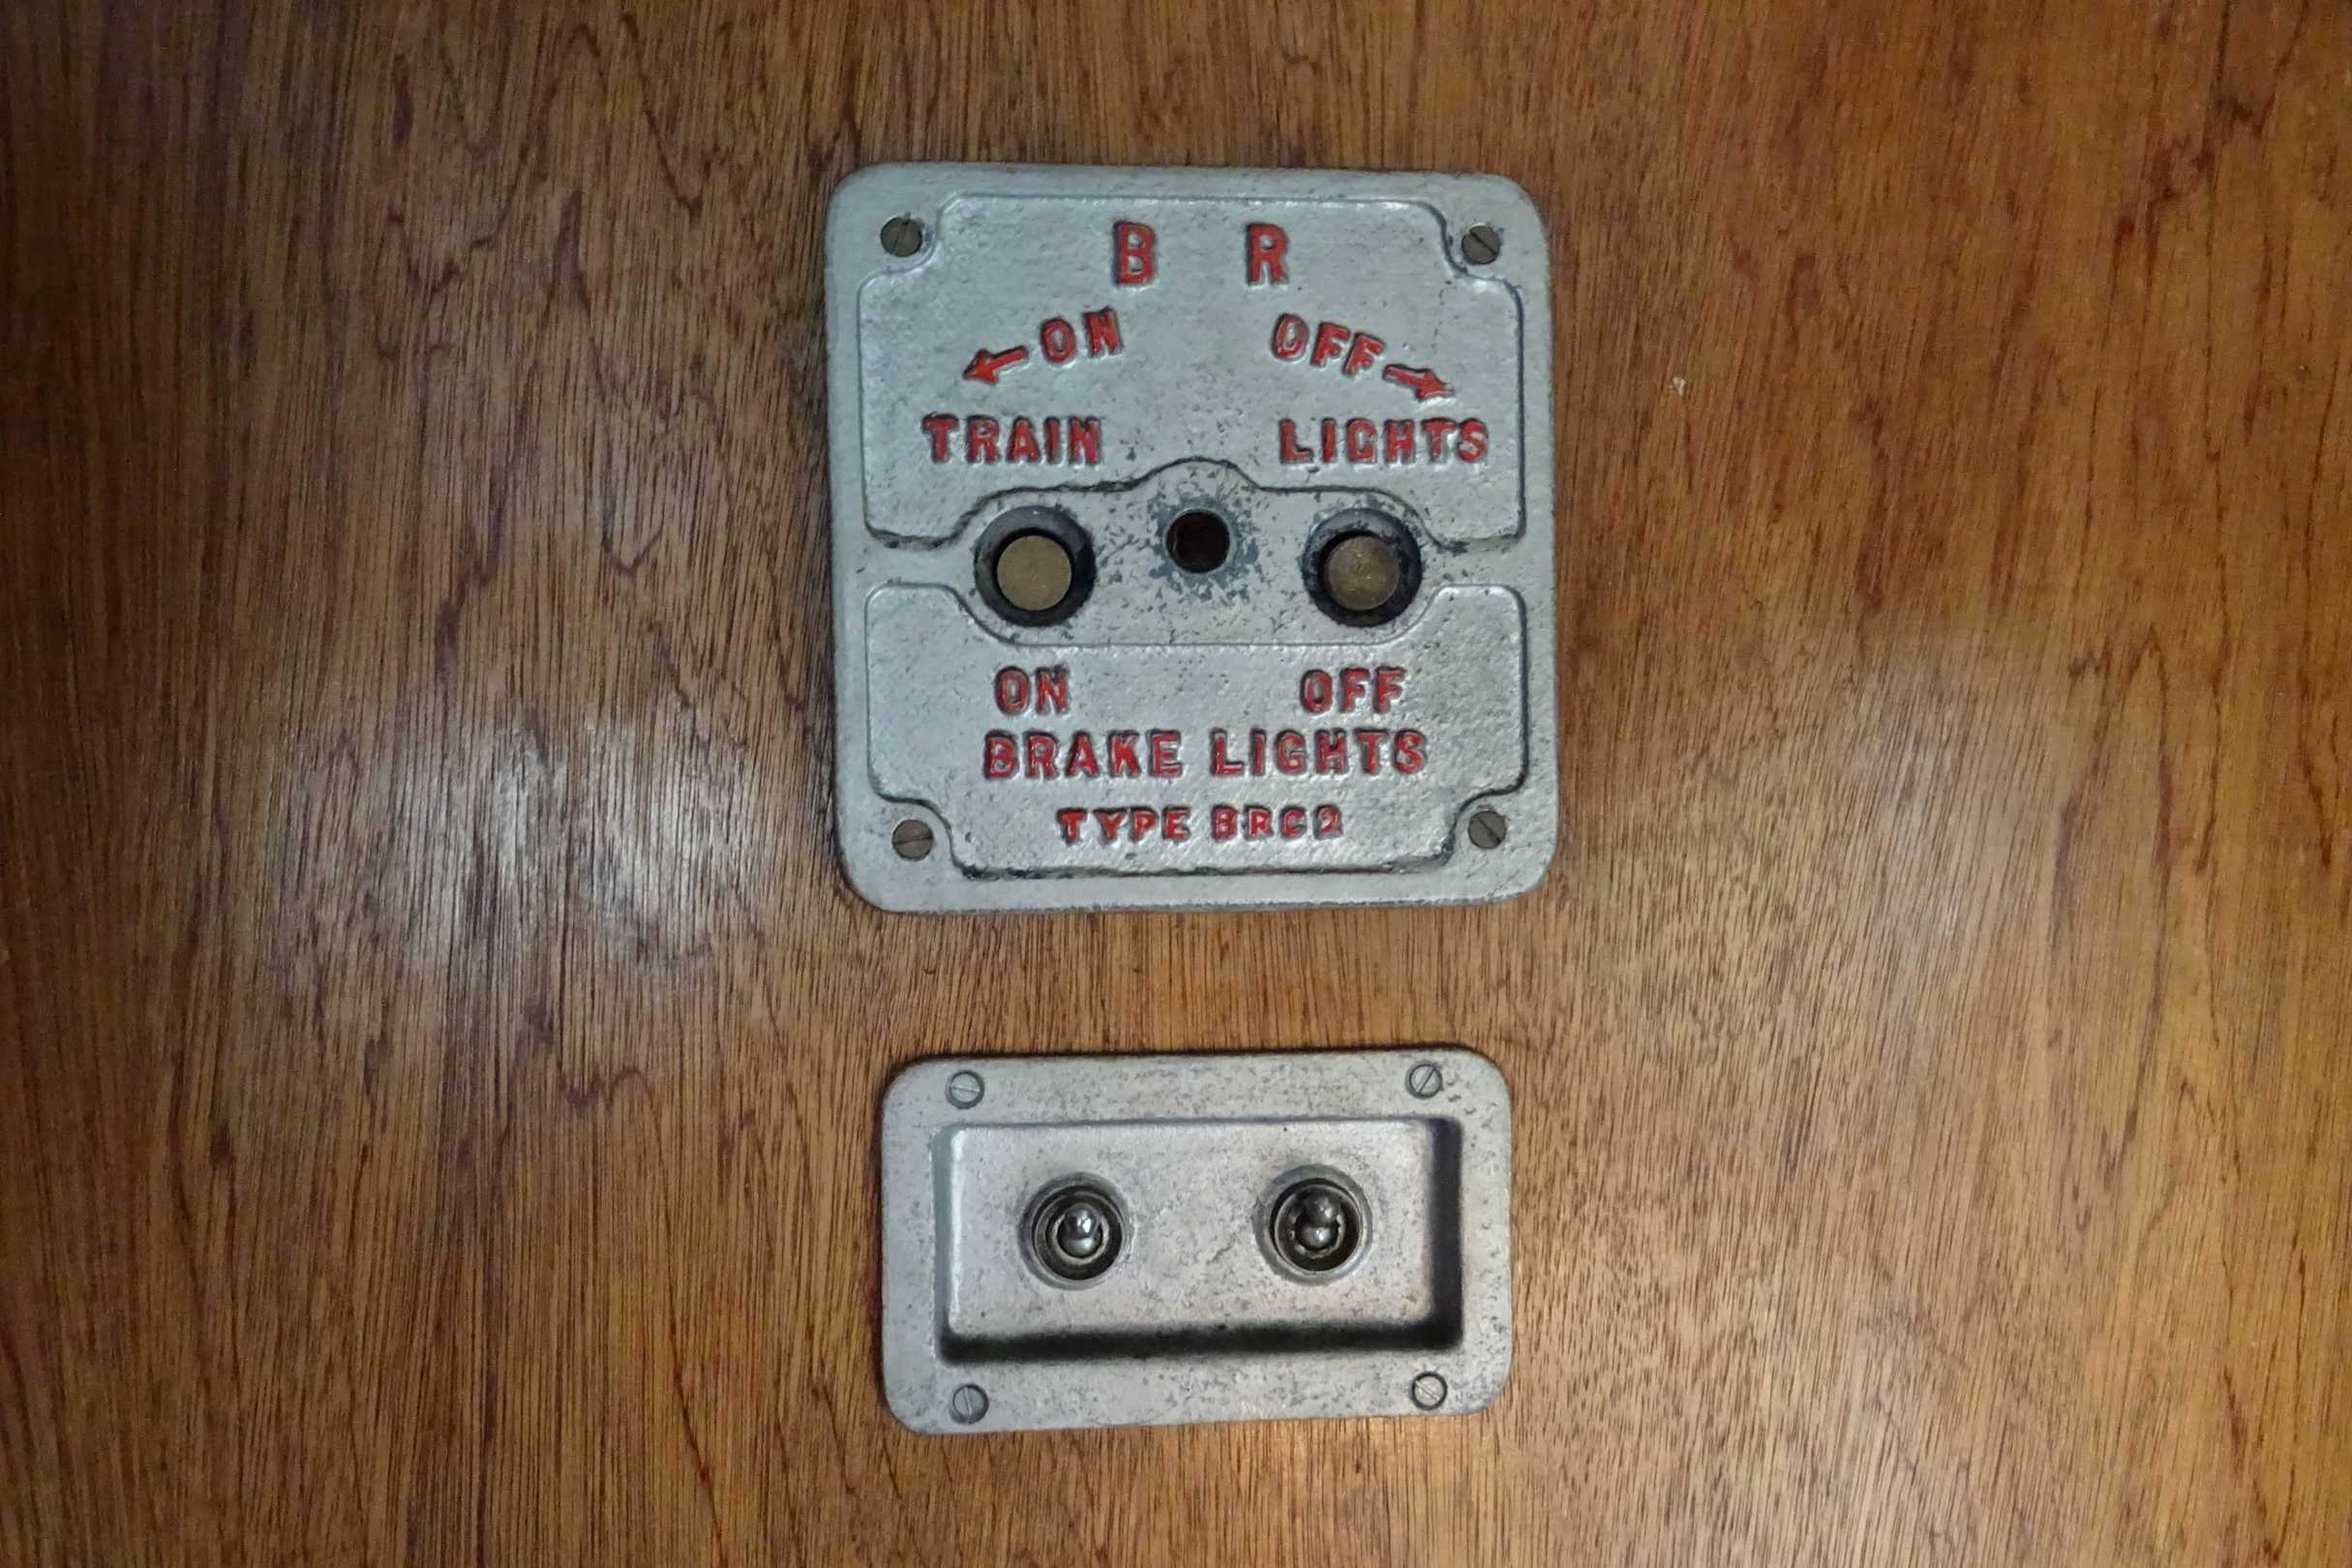 B R
←ON OFF→
TRAIN LIGHTS
ON OFF
BRAKE LIGHTS
TYPE BRC2